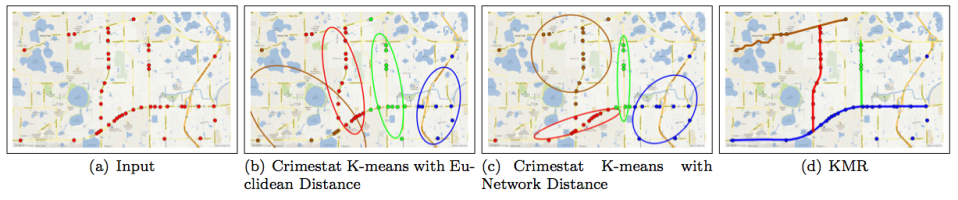 (a) Input
(b) Crimestat K-means with Eu-
clidean Distance
(c) Crimestat K-means with
Network Distance
(d) KMR